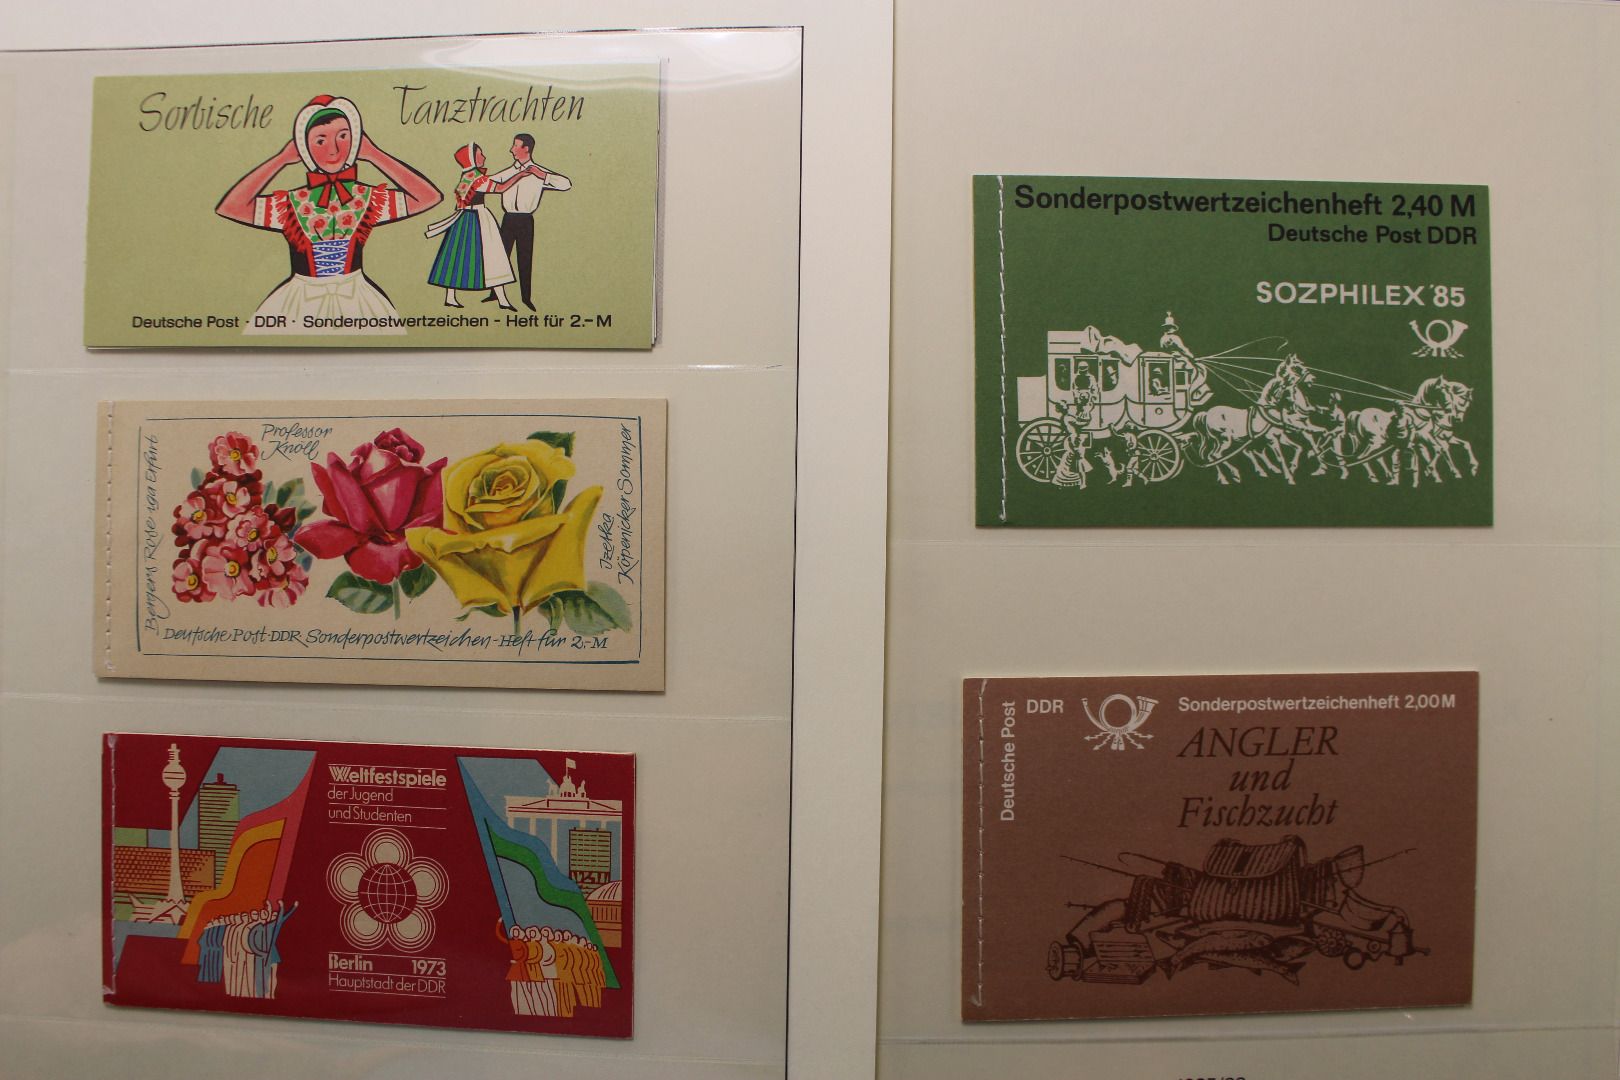 Sorbische Tanztrachten
Deutsche Post · DDR · Sonderpostwertzeichen - Heft für 2.- M
Bergers Rose iga Erfurt
Professor
Knöll
Izetka
Köpenicker Sommer
Deutsche Post · DDR Sonderpostwertzeichen - Heft für 2.- M
Weltfestspiele
der Jugend
und Studenten
Berlin 1973
Hauptstadt der DDR
Sonderpostwertzeichenheft 2,40 M
Deutsche Post DDR
SOZPHILEX '85
Deutsche Post
DDR
Sonderpostwertzeichenheft 2,00 M
ANGLER
und
Fischzucht